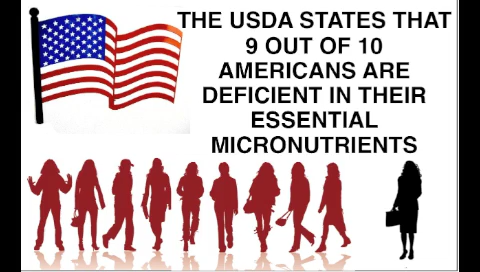 THE USDA STATES THAT
9 OUT OF 10
AMERICANS ARE
DEFICIENT IN THEIR
ESSENTIAL
MICRONUTRIENTS